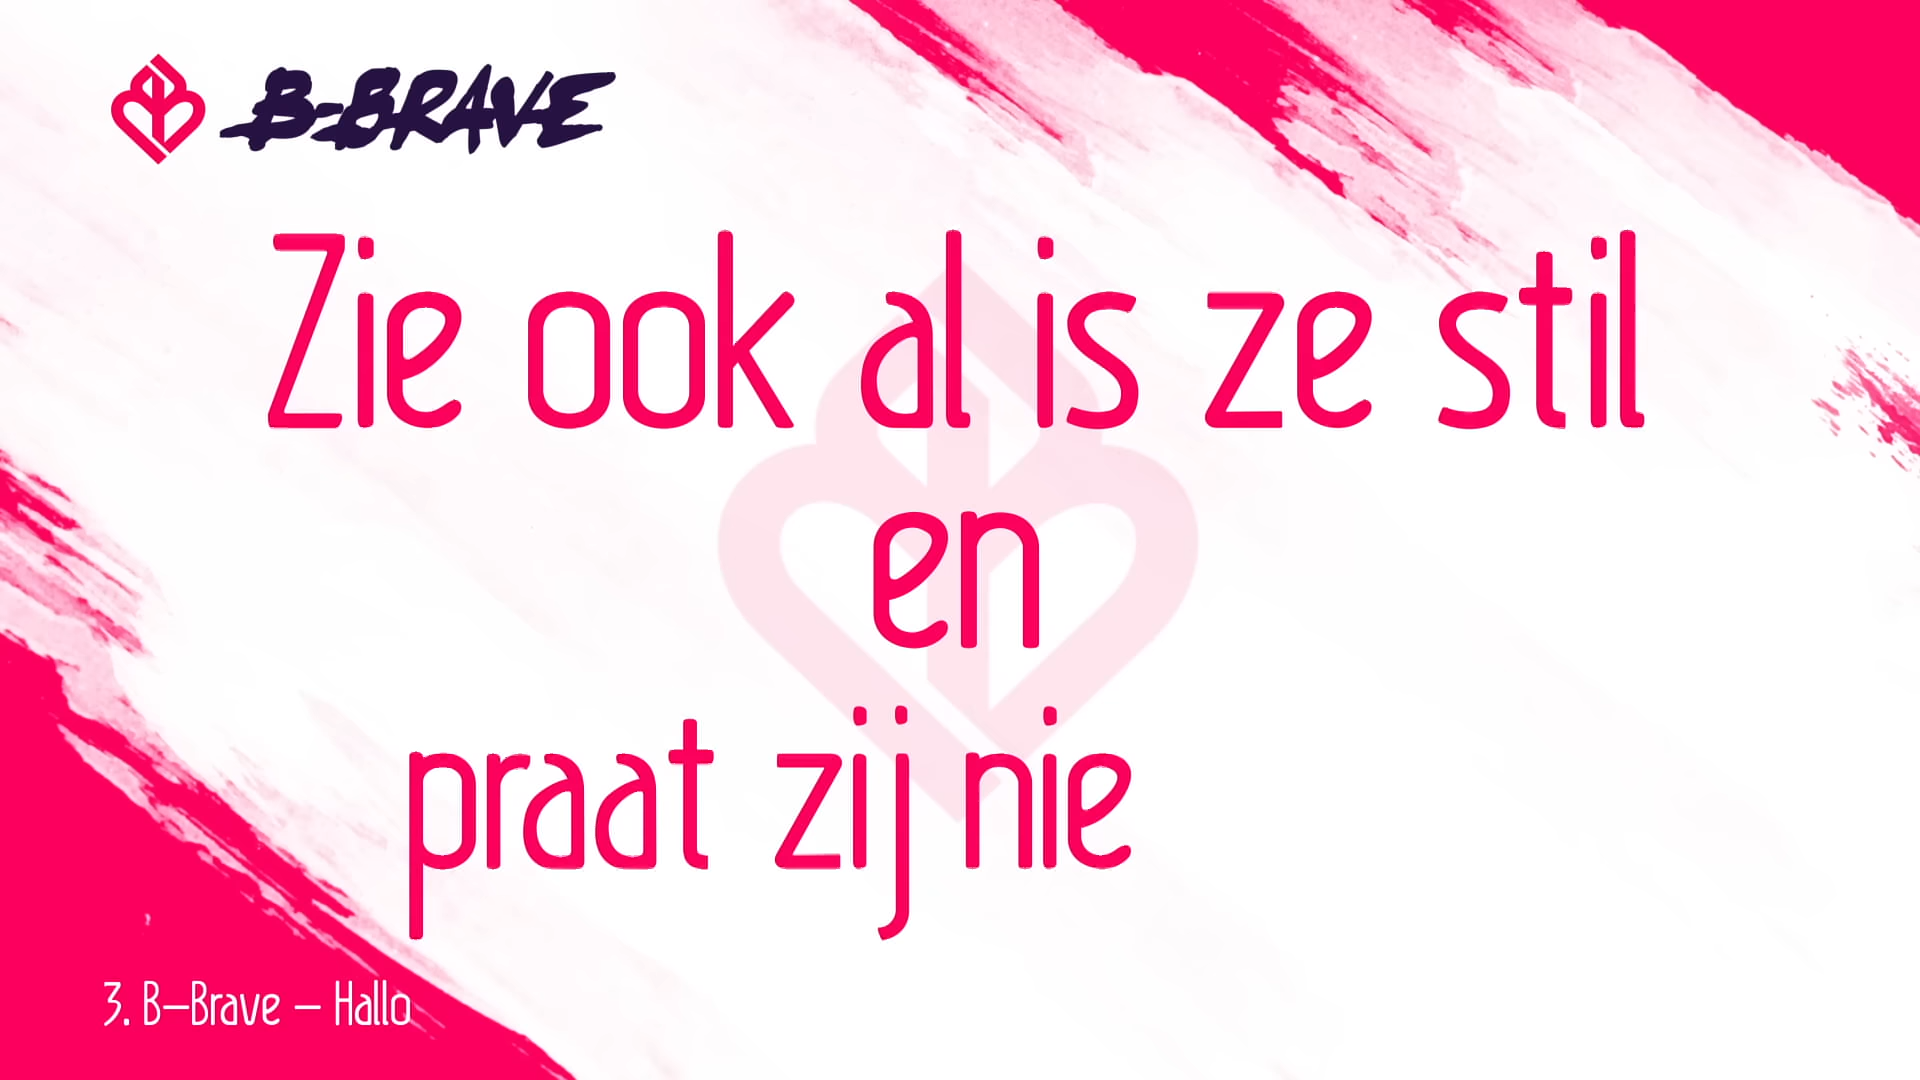 B-BRAVE
Zie ook al is ze stil
en
praat zij nie
3. B-Brave - Hallo